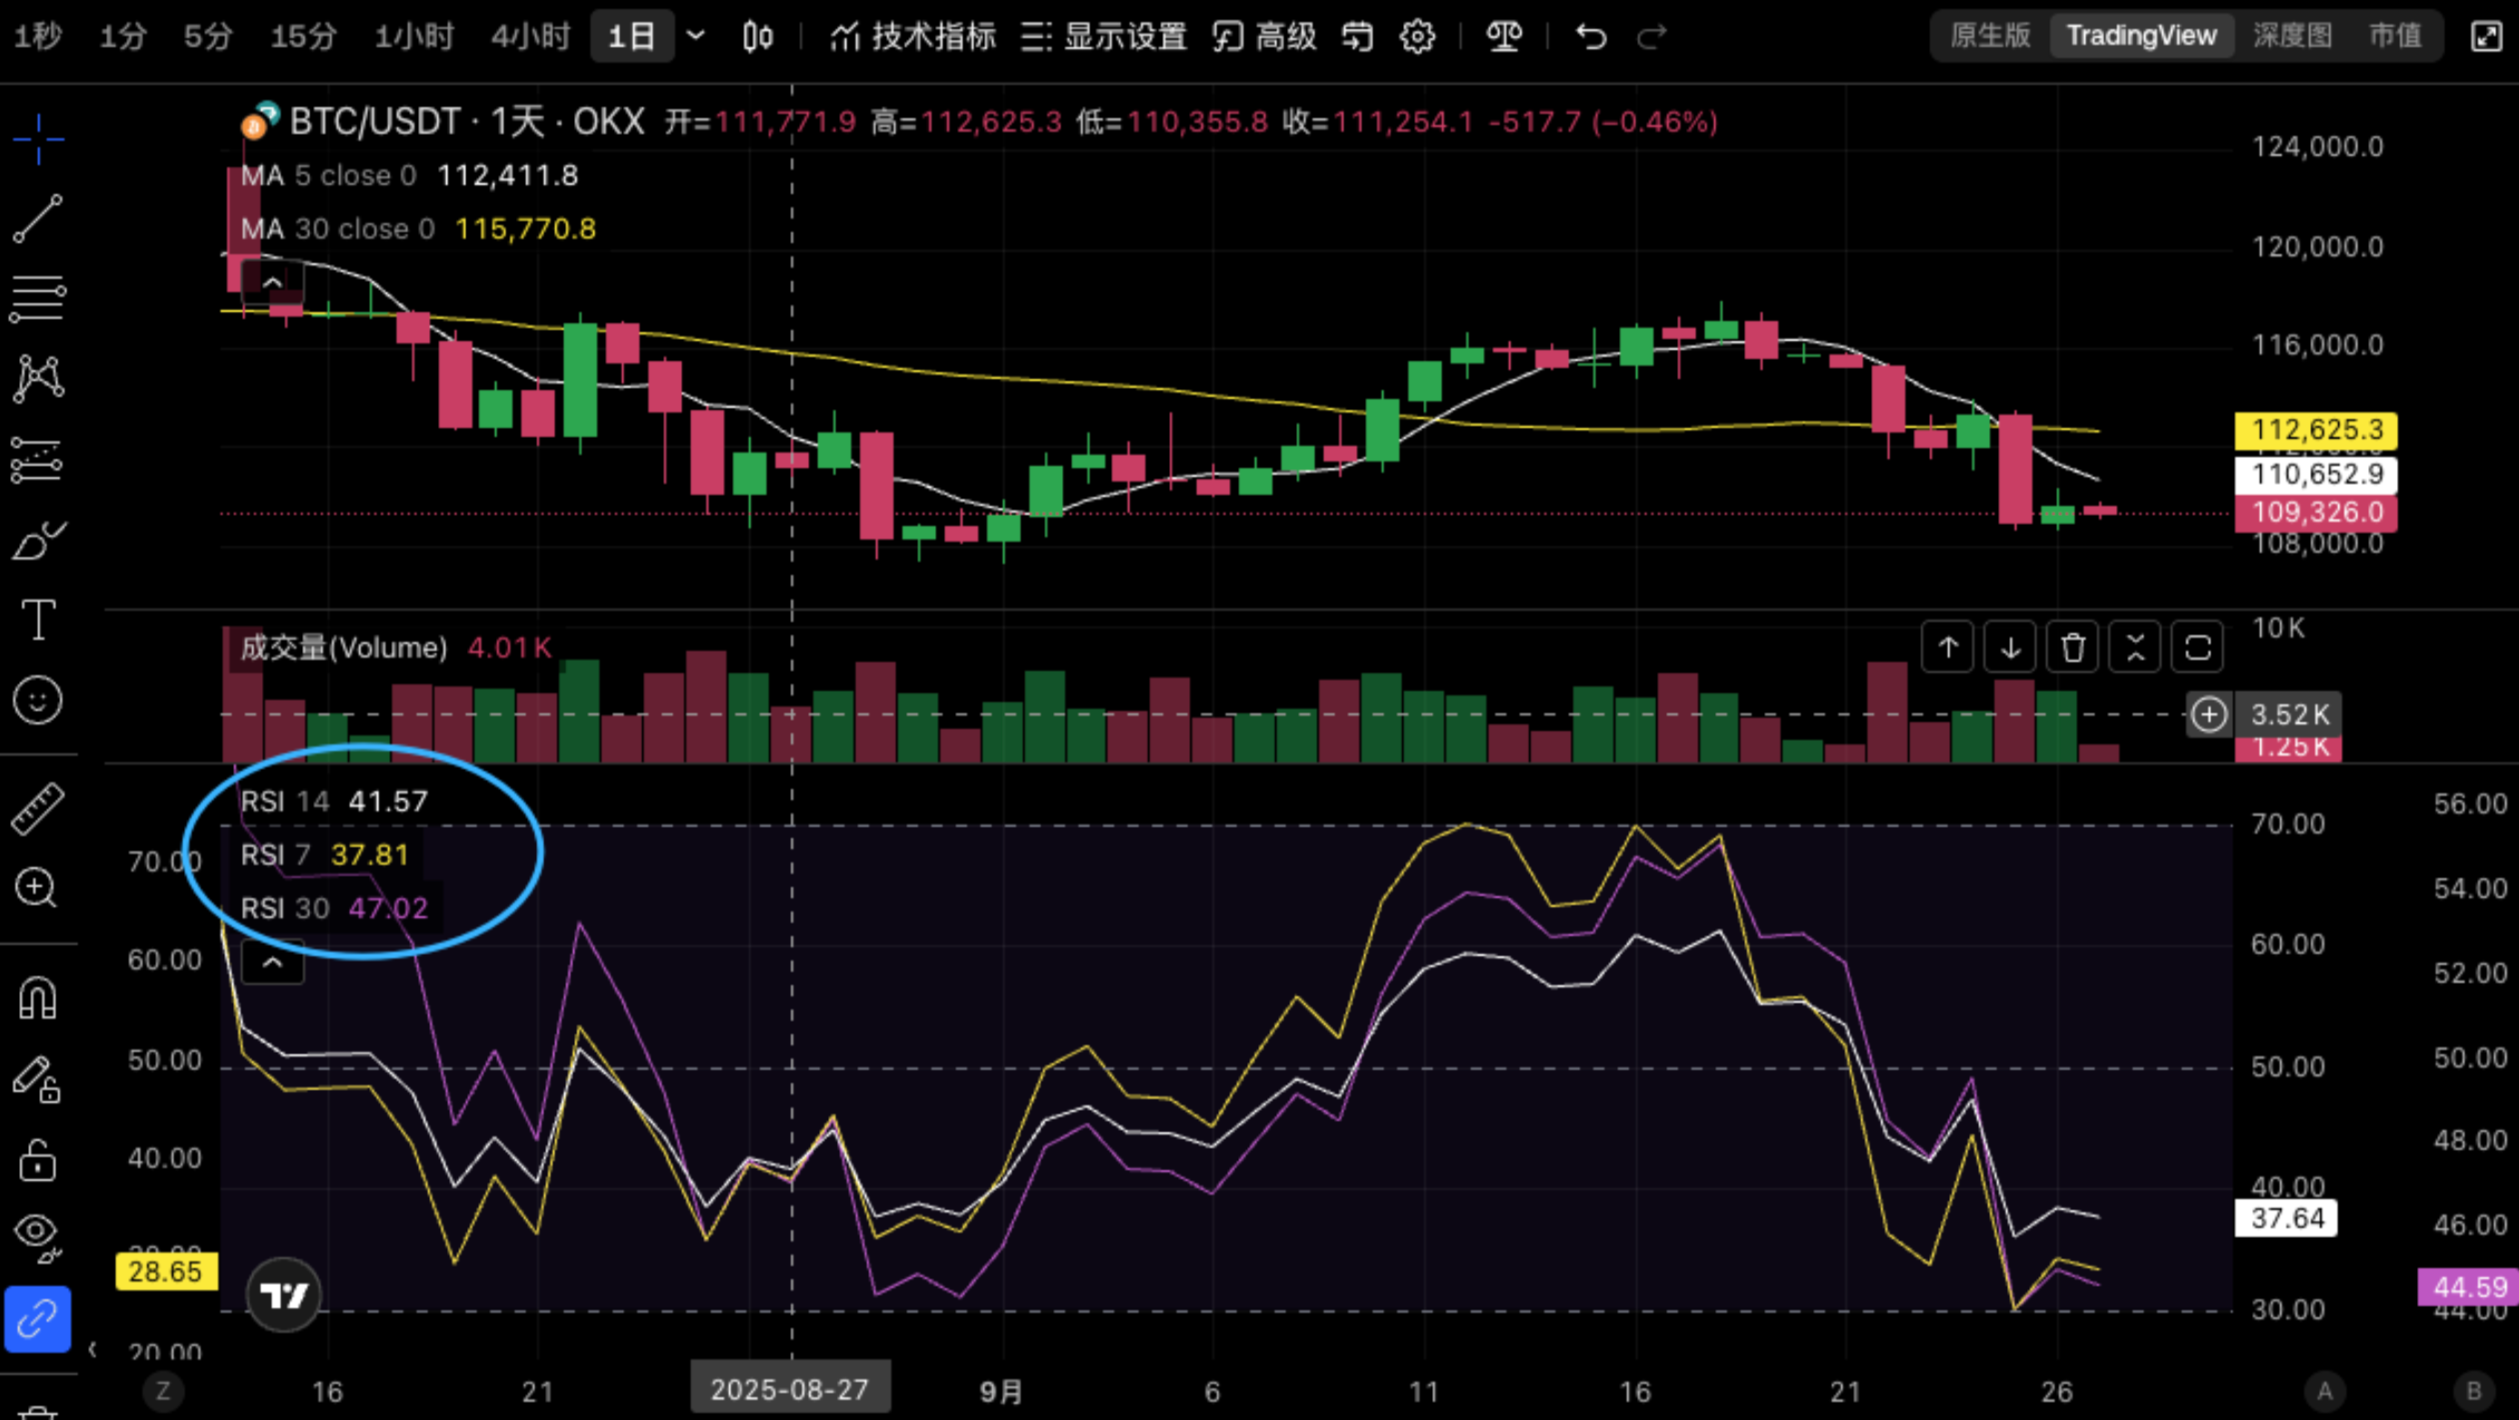 1秒 1分 5分 15分 1小时 4小时 1日 技术指标 显示设置 高级 原生版 TradingView 深度图 市值
BTC/USDT · 1天 · OKX 开=111,771.9 高=112,625.3 低=110,355.8 收=111,254.1 -517.7 (−0.46%)
MA 5 close 0 112,411.8
MA 30 close 0 115,770.8
124,000.0
120,000.0
116,000.0
112,625.3
110,652.9
109,326.0
108,000.0
成交量(Volume) 4.01K
10K
3.52K
1.25K
RSI 14 41.57
RSI 7 37.81
RSI 30 47.02
70.00
60.00
50.00
40.00
28.65
20.00
70.00
60.00
50.00
40.00
37.64
30.00
56.00
54.00
52.00
50.00
48.00
46.00
44.59
44.00
Z 16 21 2025-08-27 9月 6 11 16 21 26 A B